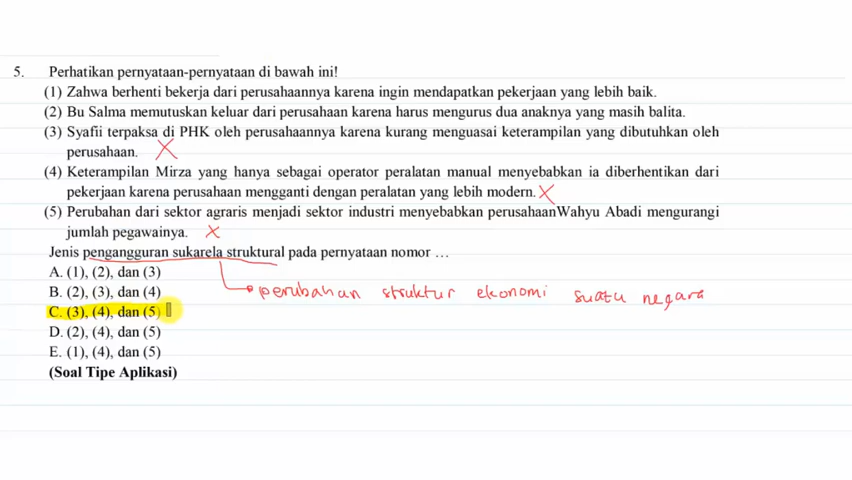 5. Perhatikan pernyataan-pernyataan di bawah ini!
(1) Zahwa berhenti bekerja dari perusahaannya karena ingin mendapatkan pekerjaan yang lebih baik.
(2) Bu Salma memutuskan keluar dari perusahaan karena harus mengurus dua anaknya yang masih balita.
(3) Syafii terpaksa di PHK oleh perusahaannya karena kurang menguasai keterampilan yang dibutuhkan oleh
perusahaan.
(4) Keterampilan Mirza yang hanya sebagai operator peralatan manual menyebabkan ia diberhentikan dari
pekerjaan karena perusahaan mengganti dengan peralatan yang lebih modern.
(5) Perubahan dari sektor agraris menjadi sektor industri menyebabkan perusahaanWahyu Abadi mengurangi
jumlah pegawainya.
Jenis pengangguran sukarela struktural pada pernyataan nomor …
A. (1), (2), dan (3)
B. (2), (3), dan (4)
perubahan struktur ekonomi suatu negara
C. (3), (4), dan (5)
D. (2), (4), dan (5)
E. (1), (4), dan (5)
(Soal Tipe Aplikasi)